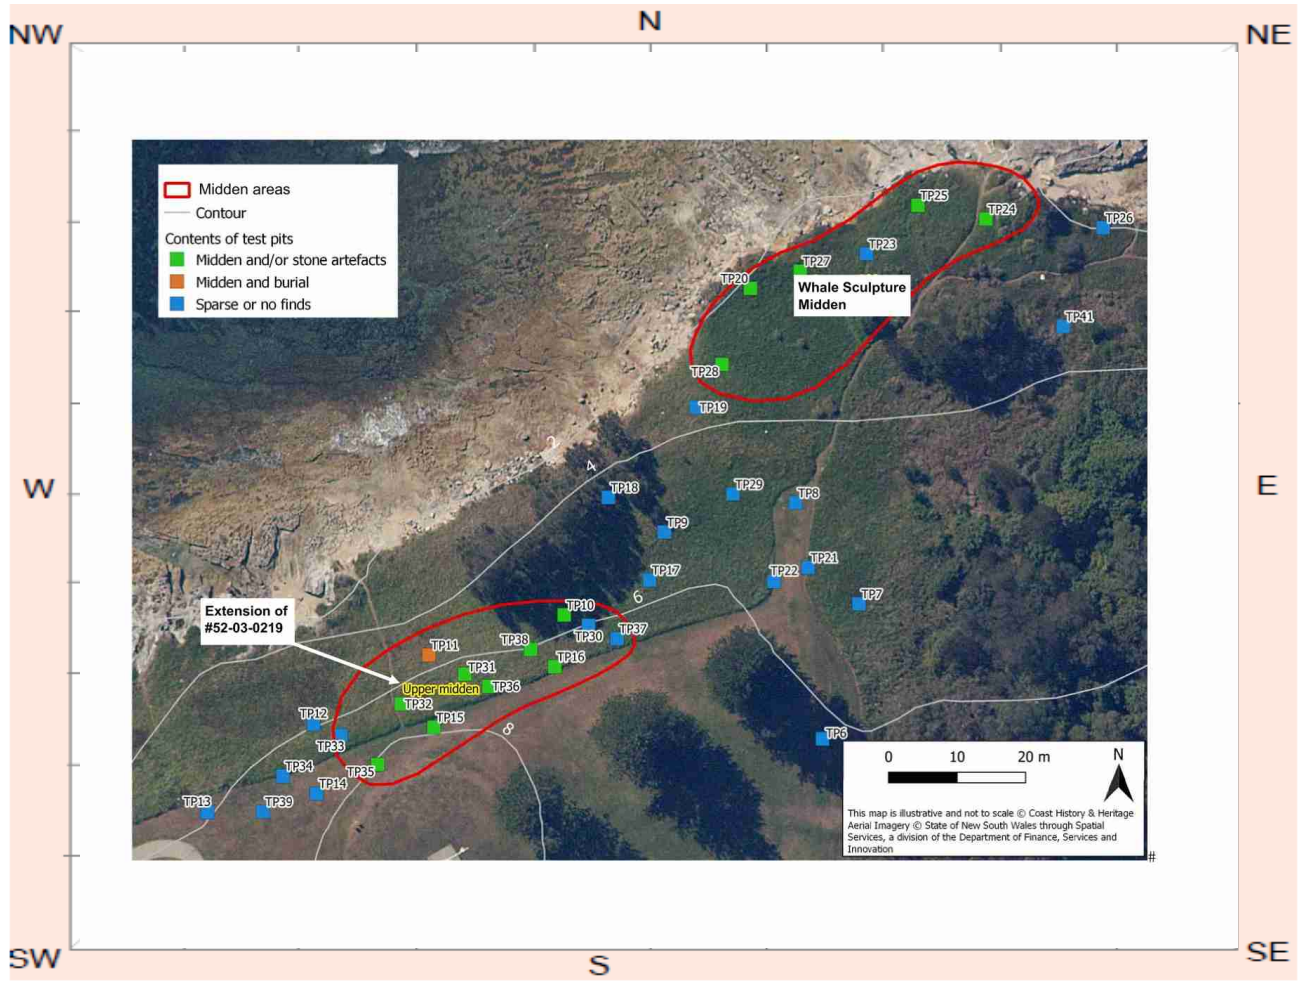 N
NW
NE
Midden areas
Contour
Contents of test pits
Midden and/or stone artefacts
Midden and burial
Sparse or no finds
TP25
TP24
TP26
TP23
TP27
TP20
Whale Sculpture
Midden
TP41
TP28
TP19
4
W
E
TP18
TP29
TP8
TP9
TP17
TP22
TP21
TP7
6
Extension of
#52-03-0219
TP10
TP30
TP37
TP38
TP11
TP16
TP31
TP36
Upper midden
TP32
TP12
TP15
TP33
8
TP6
TP35
TP34
TP14
TP13
TP39
0 10 20 m
N
This map is illustrative and not to scale © Coast History & Heritage
Aerial Imagery © State of New South Wales through Spatial
Services, a division of the Department of Finance, Services and
Innovation
#
SW
S
SE